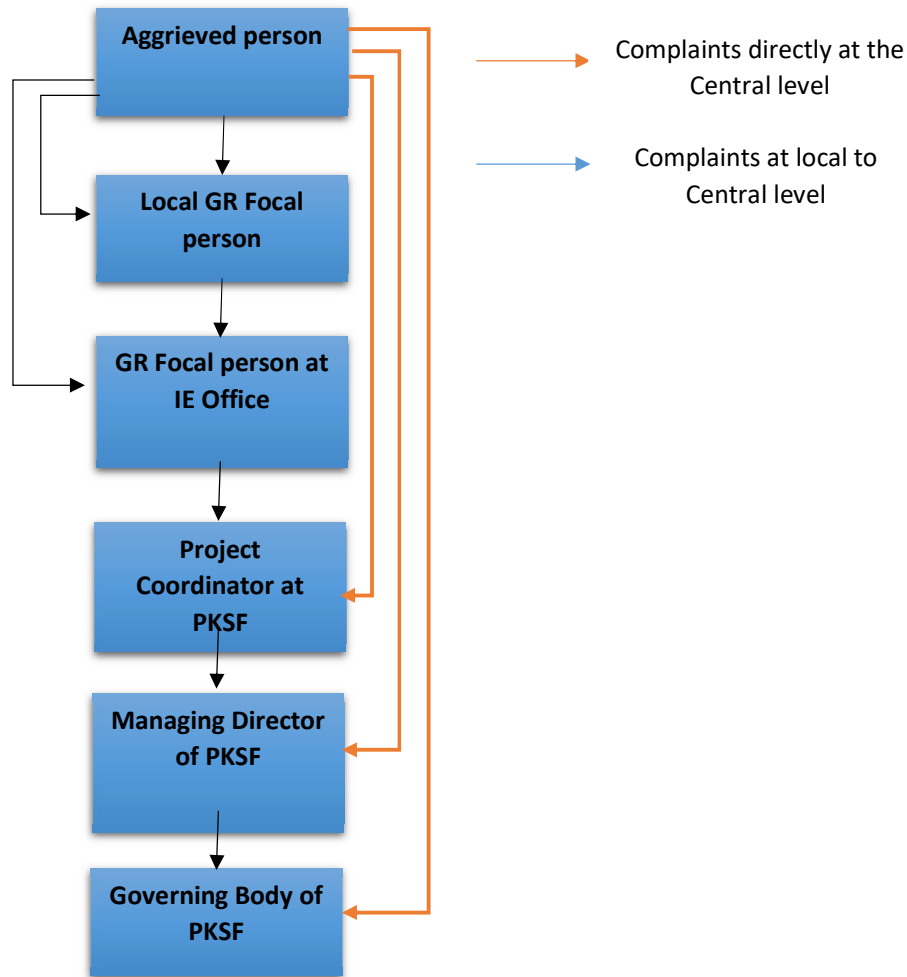 Aggrieved person
Complaints directly at the
Central level
Complaints at local to
Central level
Local GR Focal
person
GR Focal person at
IE Office
Project
Coordinator at
PKSF
Managing Director
of PKSF
Governing Body of
PKSF